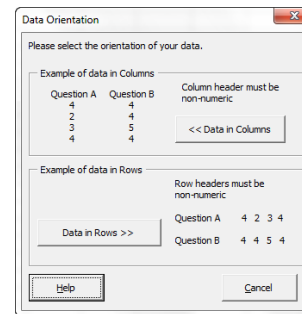 Data Orientation
Please select the orientation of your data.
Example of data in Columns
Question A Question B
4 4
2 4
3 5
4 4
Column header must be
non-numeric
<< Data in Columns
Example of data in Rows
Row headers must be
non-numeric
Question A 4 2 3 4
Question B 4 4 5 4
Data in Rows >>
Help
Cancel